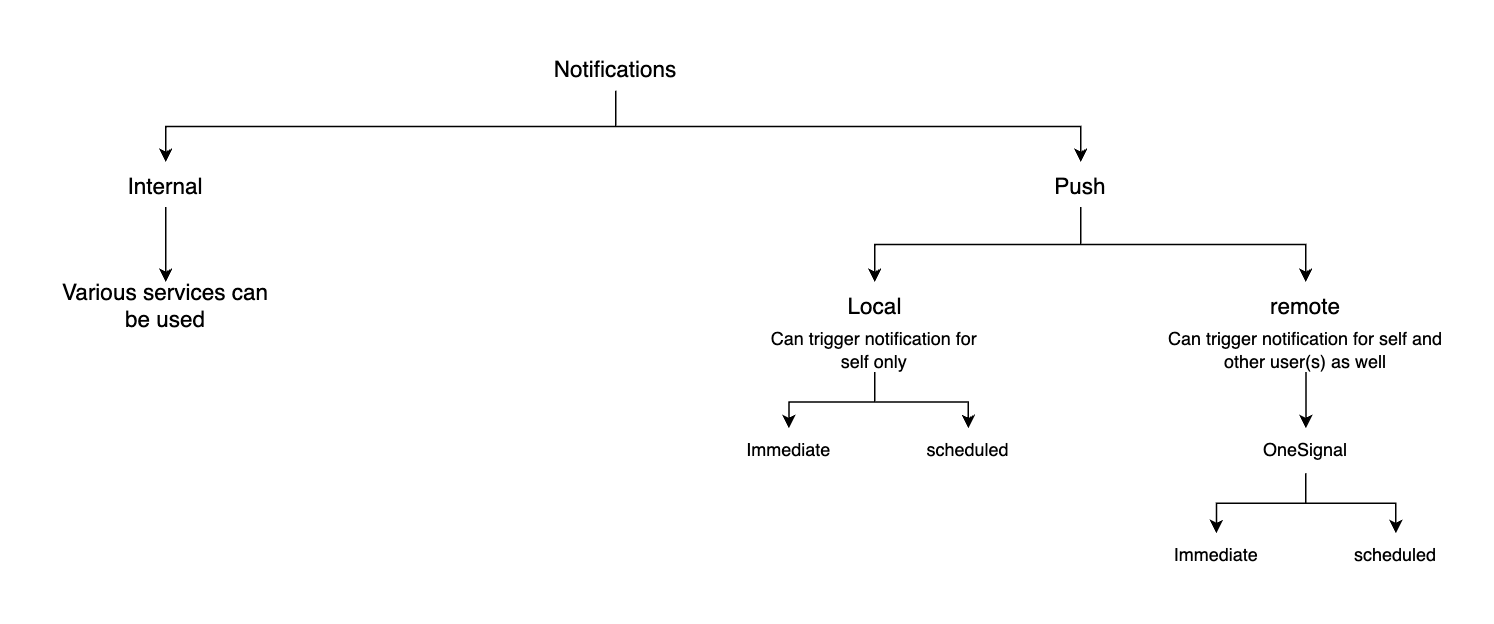 Notifications
Internal
Push
Various services can
be used
Local
Can trigger notification for
self only
remote
Can trigger notification for self and
other user(s) as well
Immediate
scheduled
OneSignal
Immediate
scheduled